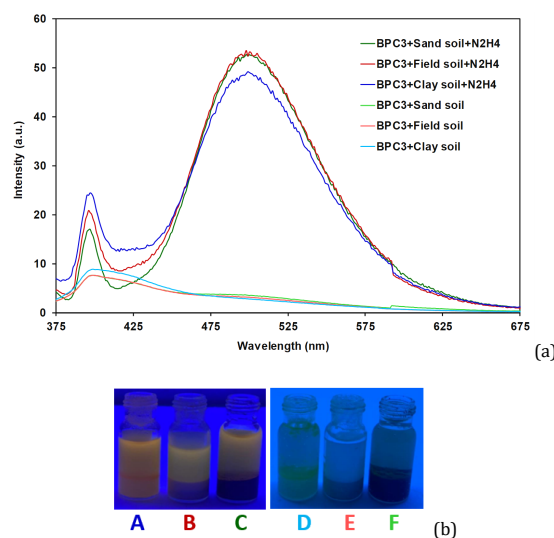 60
50
40
30
20
10
0
Intensity (a.u.)
BPC3+Sand soil+N2H4
BPC3+Field soil+N2H4
BPC3+Clay soil+N2H4
BPC3+Sand soil
BPC3+Field soil
BPC3+Clay soil
375 425 475 525 575 625 675
Wavelength (nm)
(a)
A B C D E F
(b)